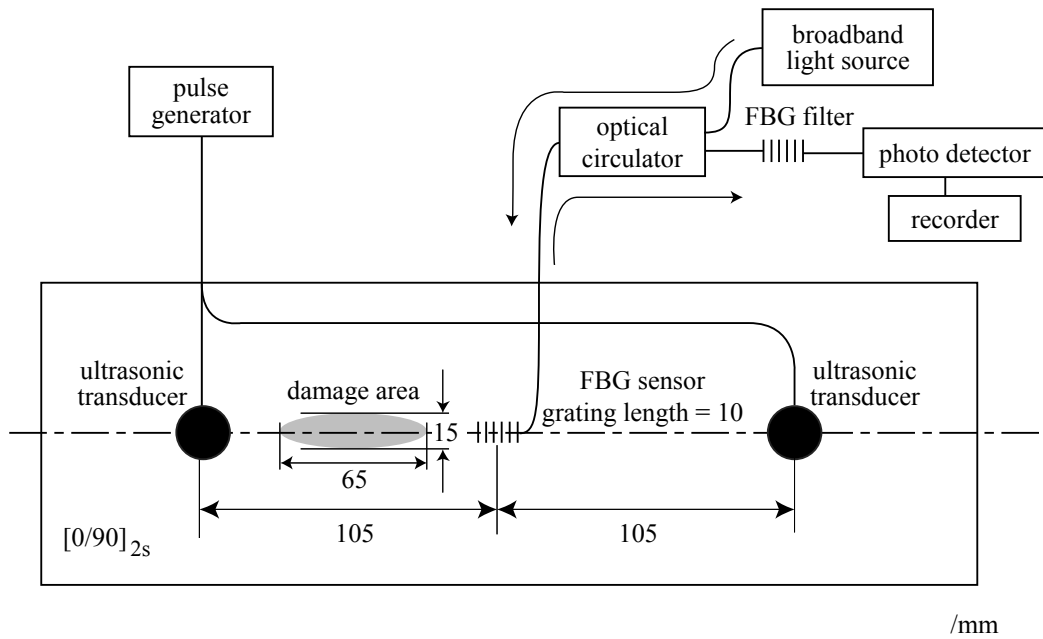 broadband
light source
pulse
generator
optical
circulator
FBG filter
photo detector
recorder
ultrasonic
transducer
damage area
FBG sensor
grating length = 10
ultrasonic
transducer
15
65
105
105
[0/90]2s
/mm